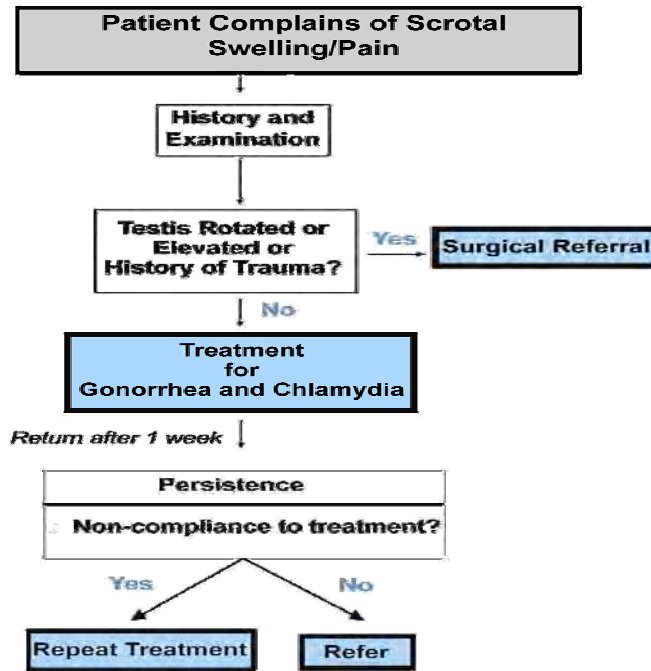 Patient Complains of Scrotal
Swelling/Pain
History and
Examination
Testis Rotated or
Elevated or
History of Trauma?
Yes
Surgical Referral
No
Treatment
for
Gonorrhea and Chlamydia
Return after 1 week
Persistence
Non-compliance to treatment?
Yes
No
Repeat Treatment
Refer